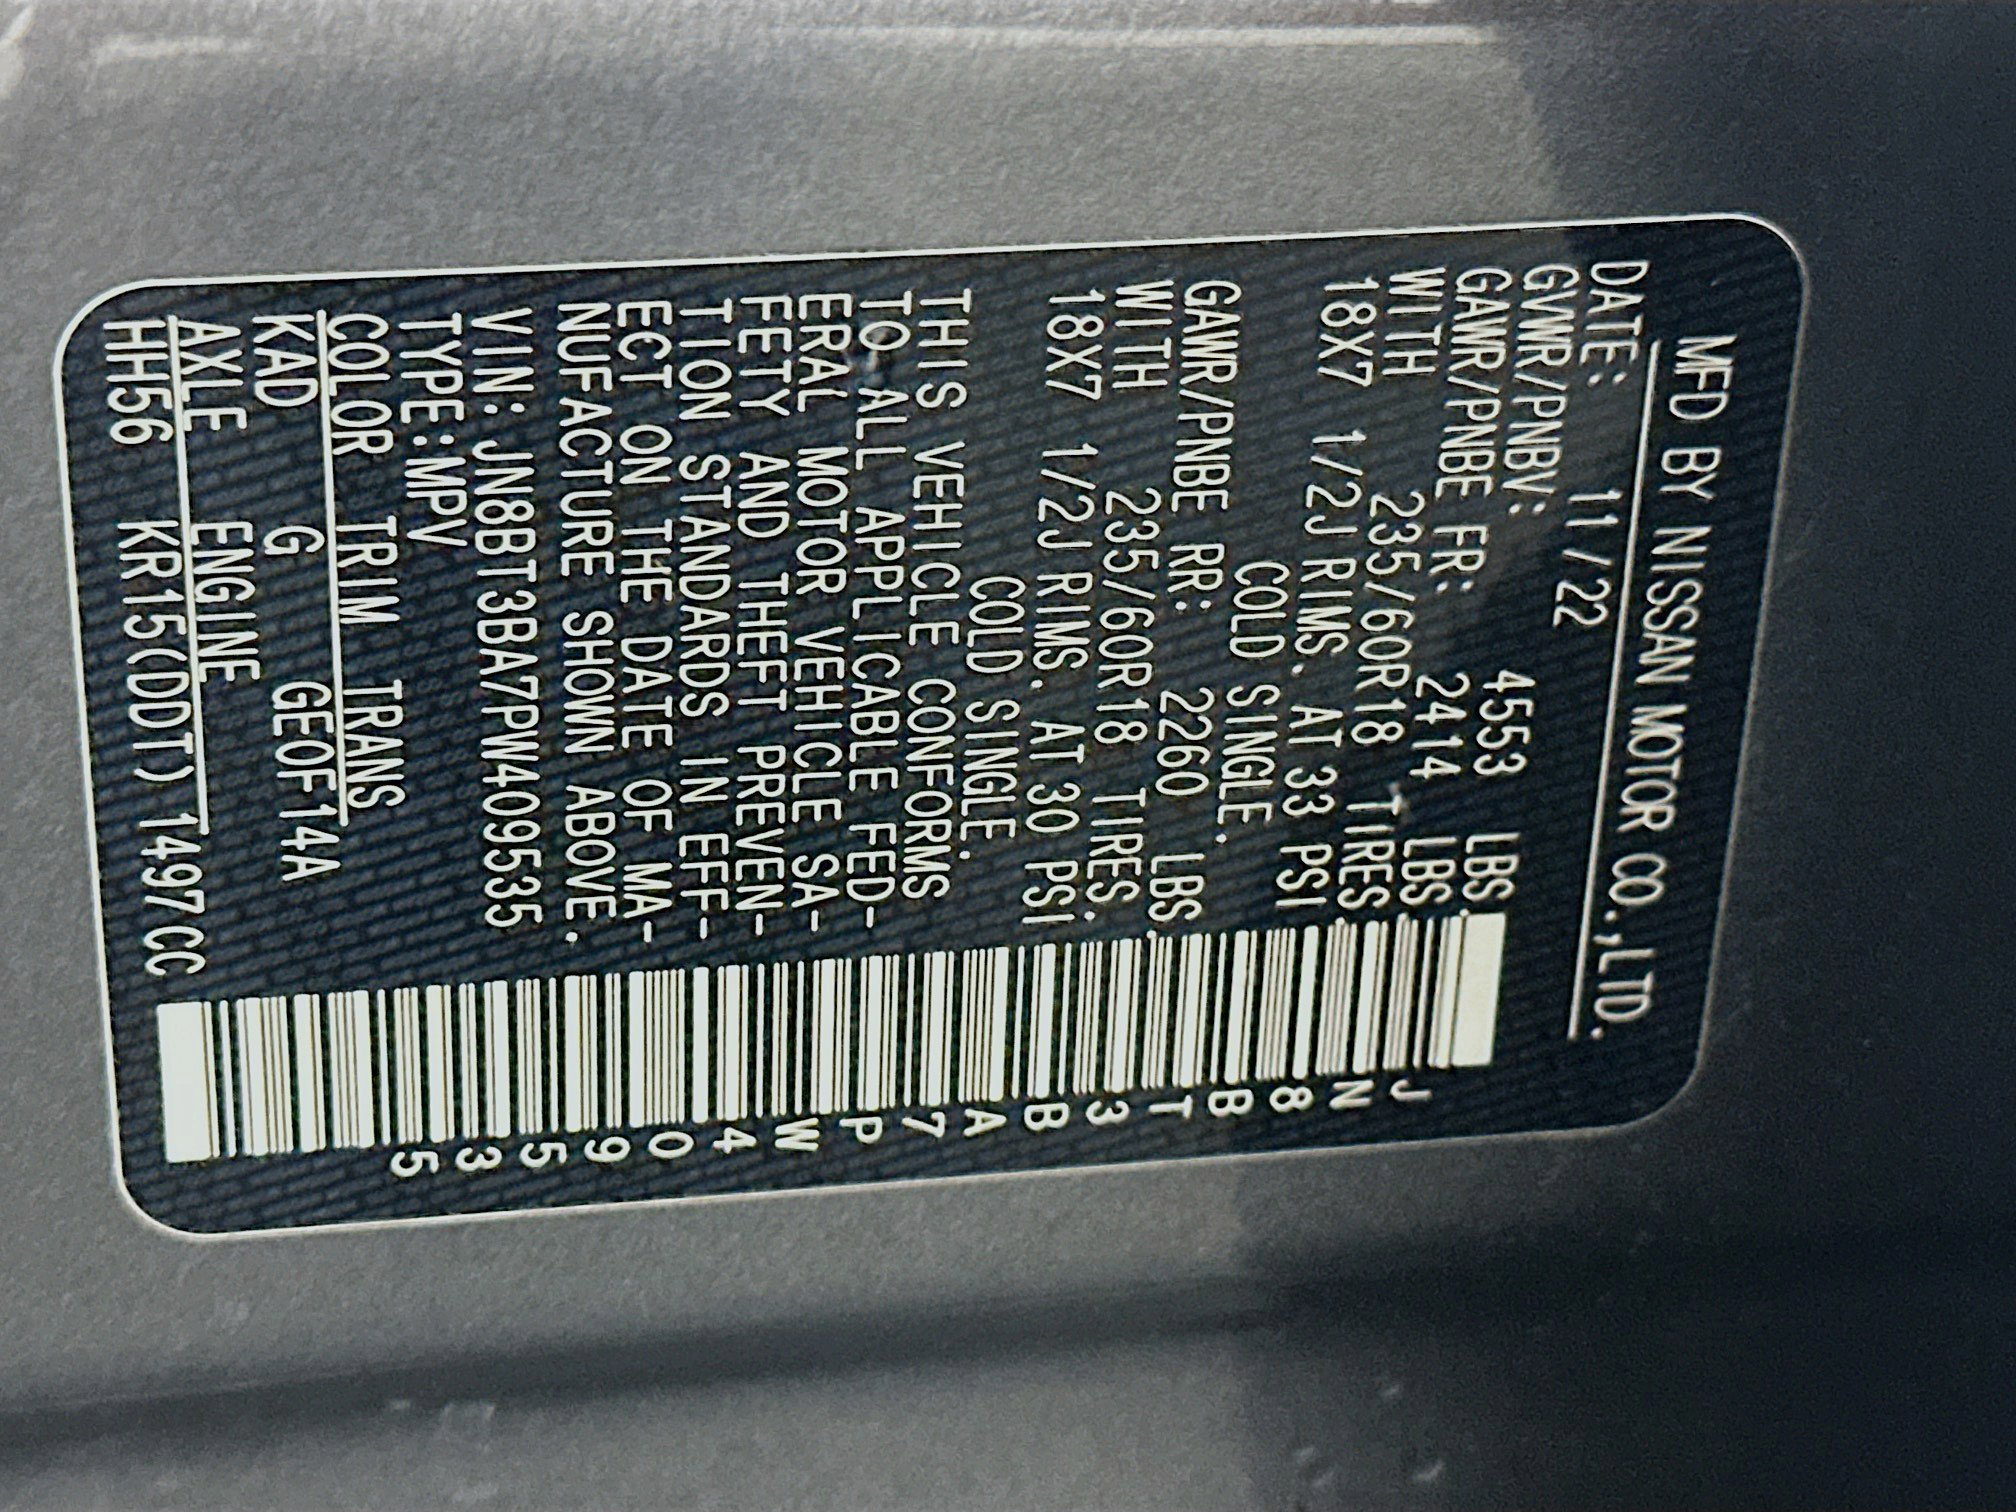 MFD BY NISSAN MOTOR CO.,LTD.
DATE: 11/22
GVWR/PNBV: 4553 LBS
GAWR/PNBE FR: 2414 LBS
WITH 235/60R18 TIRES
18X7 1/2J RIMS. AT 33 PSI
COLD SINGLE.
GAWR/PNBE RR: 2260 LBS
WITH 235/60R18 TIRES.
18X7 1/2J RIMS. AT 30 PSI
COLD SINGLE.
THIS VEHICLE CONFORMS
TO ALL APPLICABLE FED-
ERAL MOTOR VEHICLE SA-
FETY AND THEFT PREVEN-
TION STANDARDS IN EFF-
ECT ON THE DATE OF MA-
NUFACTURE SHOWN ABOVE.
VIN:JN8BT3BA7PW409535
TYPE:MPV
COLOR TRIM TRANS
KAD G GE0F14A
AXLE ENGINE
HH56 KR15(DDT) 1497CC
JN8BT3BA7PW409535